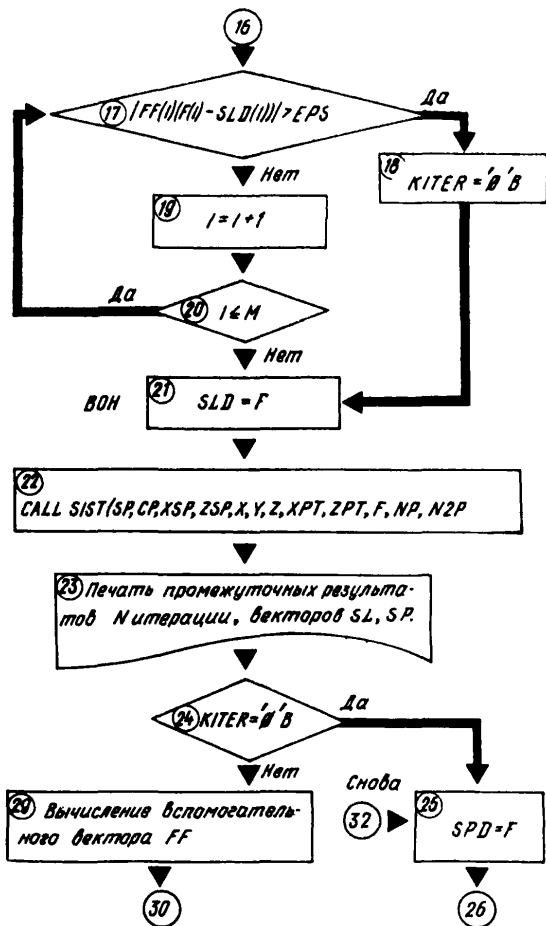 16
17 |FF(I)(F(I)-SLD(I))|>EPS
Да
18 KITER='Ø'B
Нет
19 I=I+1
Да
20 I≤M
Нет
21 SLD=F
ВОН
22
CALL SIST(SP,CP,XSP,ZSP,X,Y,Z,XPT,ZPT,F,NP,N2P
23 Печать промежуточных результа-
тов N итерации, векторов SL, SP.
24 KITER='Ø'B
Да
Нет
29 Вычисление вспомогатель-
ного вектора FF
Снова
32
25
SPD=F
30
26